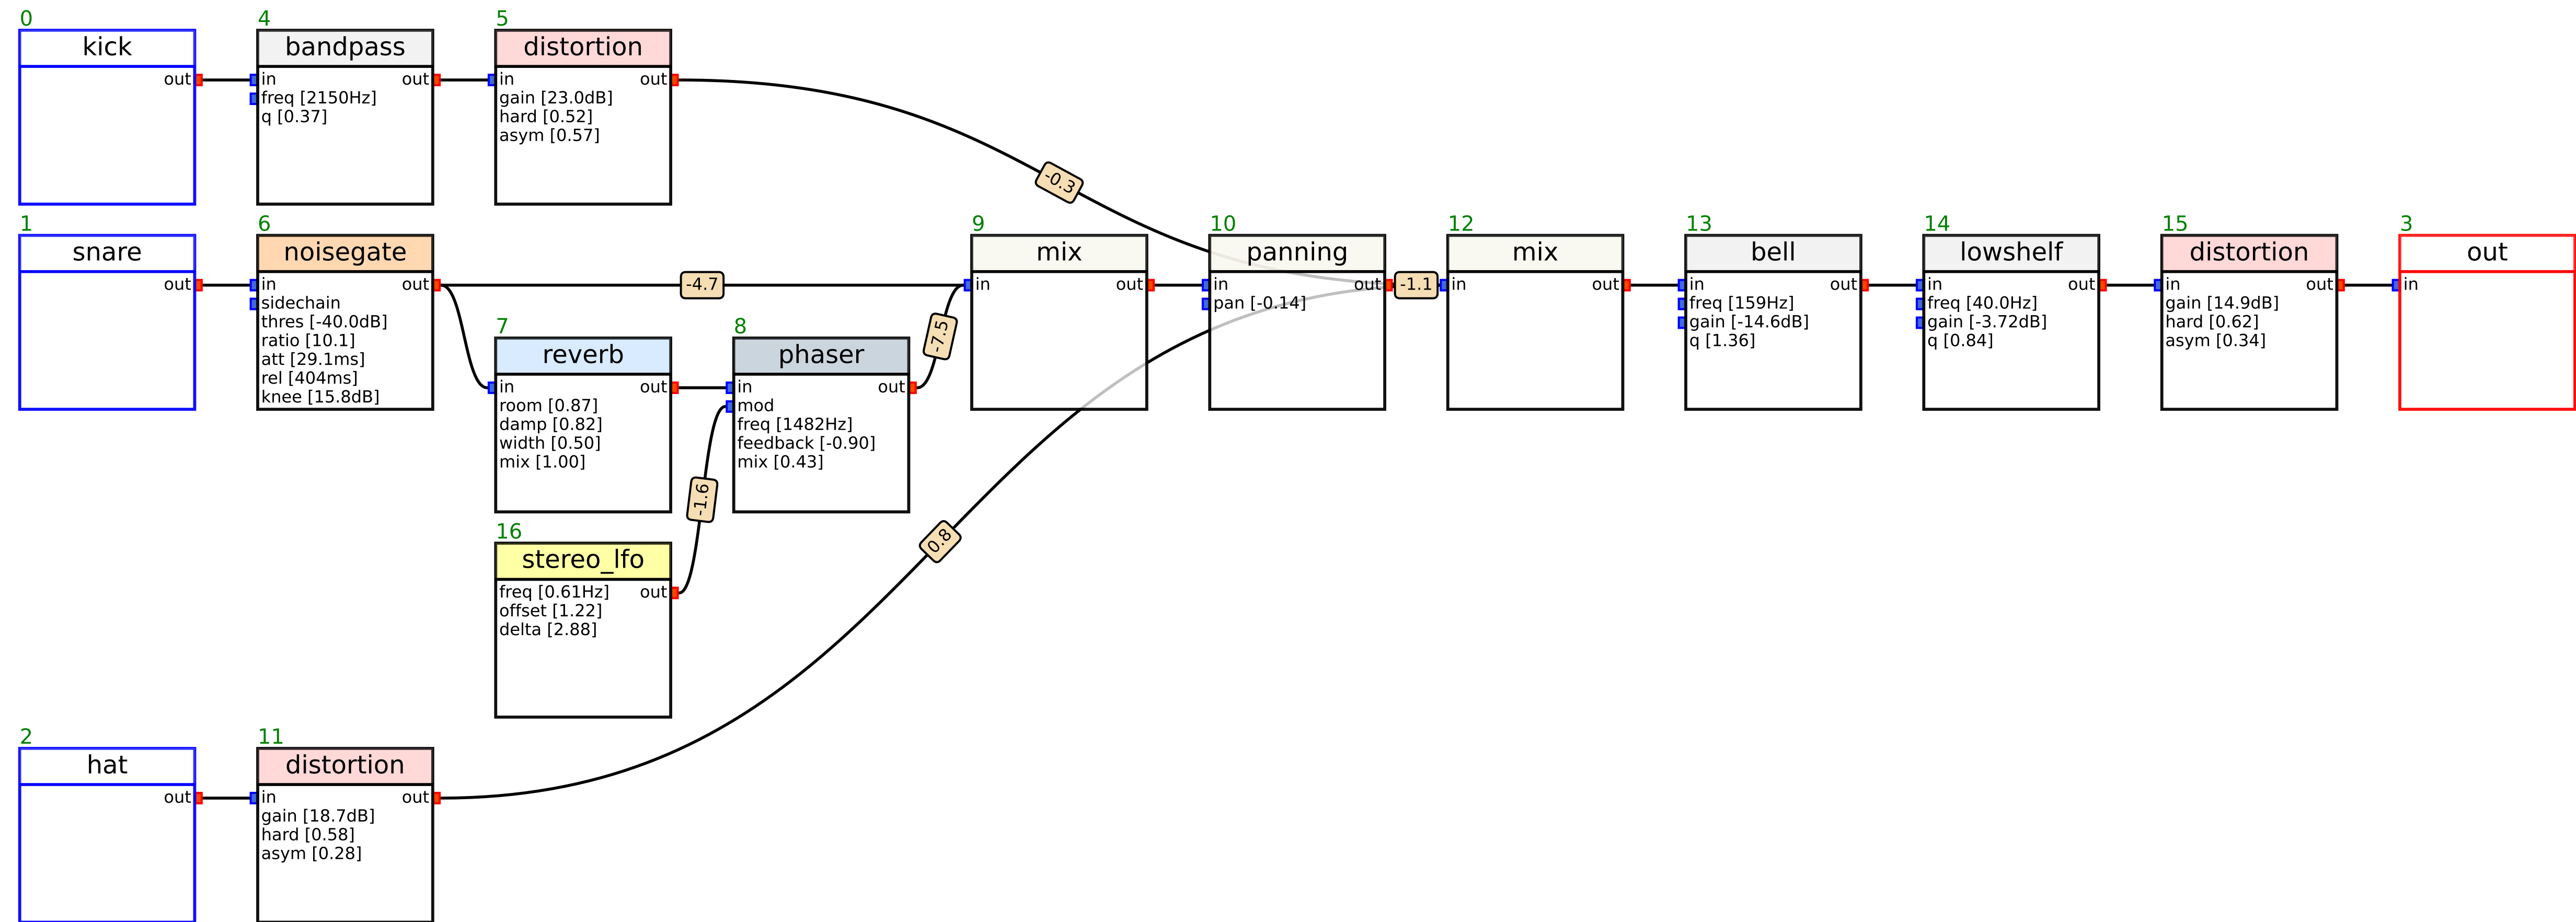 0
kick
out
4
bandpass
in out
freq [2150Hz]
q [0.37]
5
distortion
in out
gain [23.0dB]
hard [0.52]
asym [0.57]
-0.3
1
snare
out
6
noisegate
in out
sidechain
thres [-40.0dB]
ratio [10.1]
att [29.1ms]
rel [404ms]
knee [15.8dB]
-4.7
7
reverb
in out
room [0.87]
damp [0.82]
width [0.50]
mix [1.00]
8
phaser
in out
mod
freq [1482Hz]
feedback [-0.90]
mix [0.43]
-7.5
-1.6
16
stereo_lfo
freq [0.61Hz] out
offset [1.22]
delta [2.88]
9
mix
in out
10
panning
in out
pan [-0.14]
-1.1
12
mix
in out
13
bell
in out
freq [159Hz]
gain [-14.6dB]
q [1.36]
14
lowshelf
in out
freq [40.0Hz]
gain [-3.72dB]
q [0.84]
15
distortion
in out
gain [14.9dB]
hard [0.62]
asym [0.34]
3
out
in
0.8
2
hat
out
11
distortion
in out
gain [18.7dB]
hard [0.58]
asym [0.28]